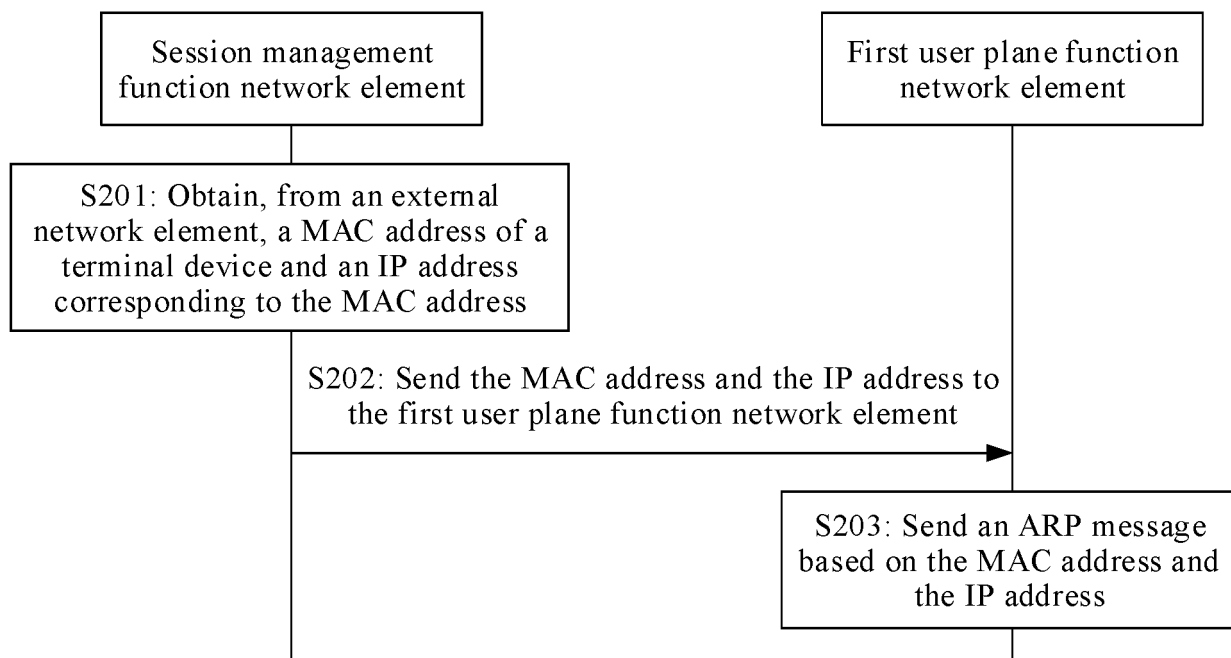 Session management
function network element
First user plane function
network element
S201: Obtain, from an external
network element, a MAC address of a
terminal device and an IP address
corresponding to the MAC address
S202: Send the MAC address and the IP address to
the first user plane function network element
S203: Send an ARP message
based on the MAC address and
the IP address